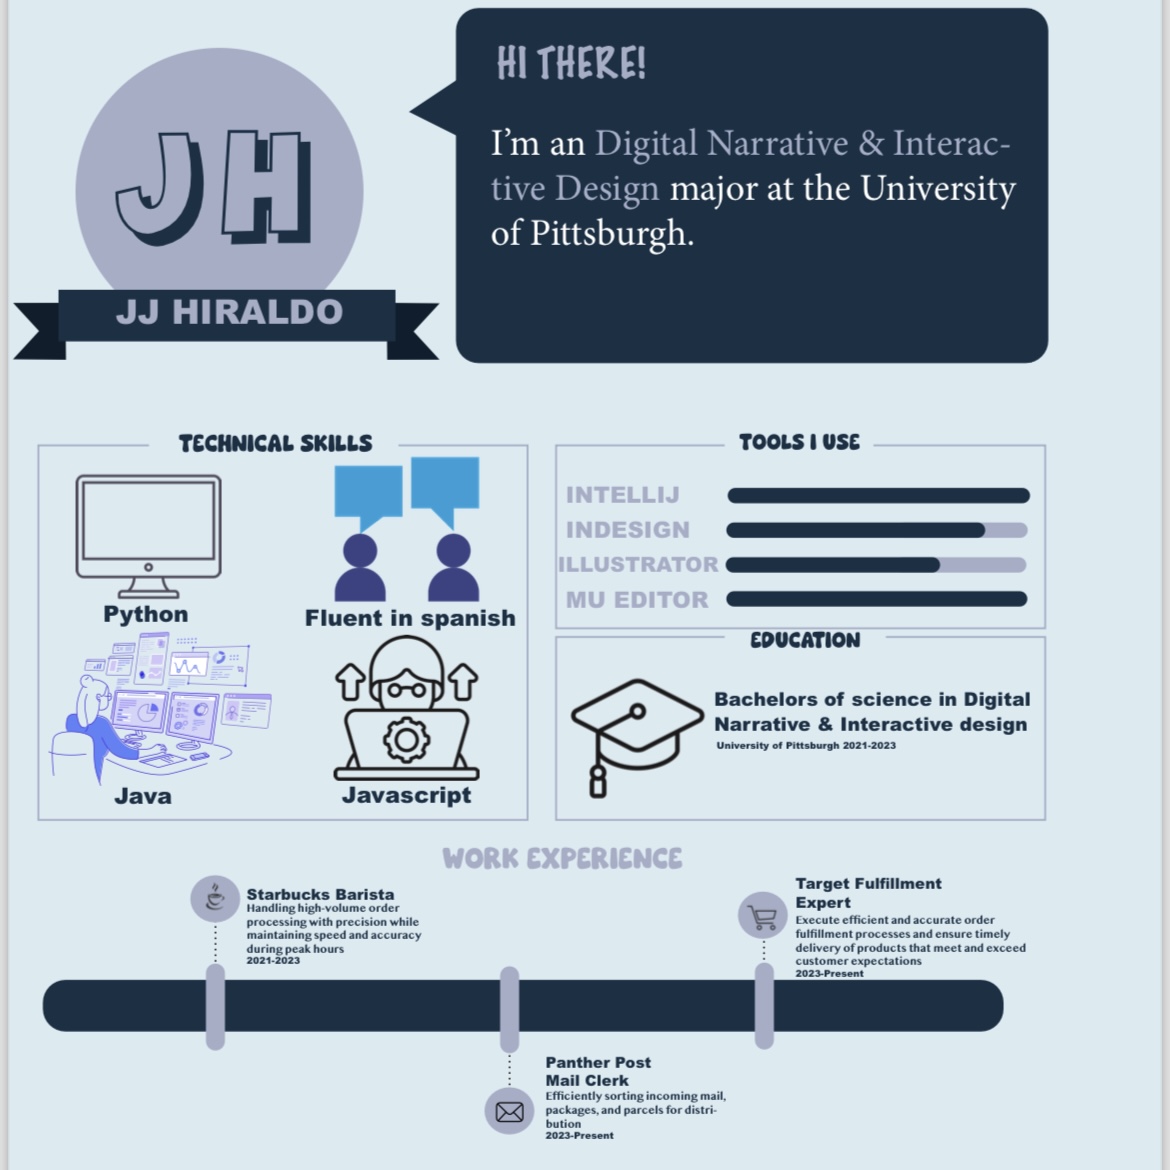 JH
JJ HIRALDO
HI THERE!
I'm an Digital Narrative & Interac-
tive Design major at the University
of Pittsburgh.
TECHNICAL SKILLS
Python
Fluent in spanish
Java
Javascript
TOOLS I USE
INTELLIJ
INDESIGN
ILLUSTRATOR
MU EDITOR
EDUCATION
Bachelors of science in Digital
Narrative & Interactive design
University of Pittsburgh 2021-2023
WORK EXPERIENCE
Starbucks Barista
Handling high-volume order
processing with precision while
maintaining speed and accuracy
during peak hours
2021-2023
Panther Post
Mail Clerk
Efficiently sorting incoming mail,
packages, and parcels for distri-
bution
2023-Present
Target Fulfillment
Expert
Execute efficient and accurate order
fulfillment processes and ensure timely
delivery of products that meet and exceed
customer expectations
2023-Present